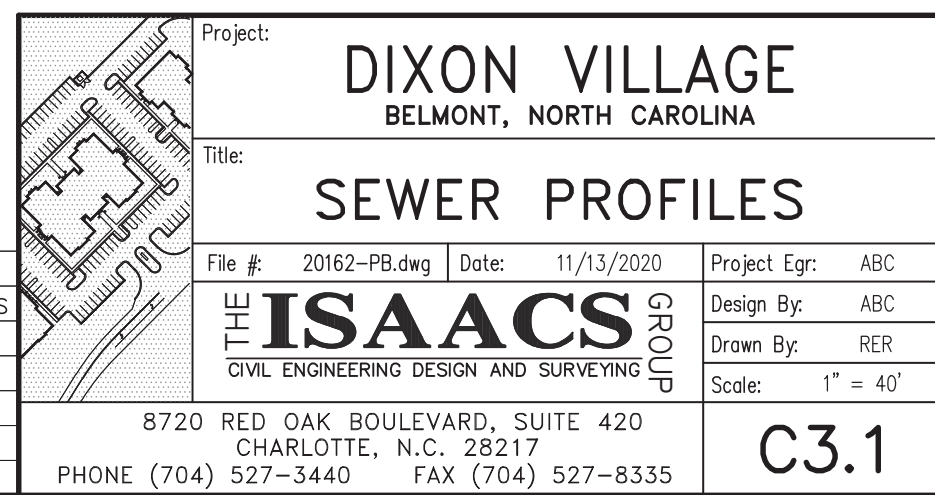 Project:
DIXON VILLAGE
BELMONT, NORTH CAROLINA
Title:
SEWER PROFILES
File #: 20162-PB.dwg
Date: 11/13/2020
Project Egr: ABC
Design By: ABC
Drawn By: RER
Scale: 1" = 40'
THE ISAACS GROUP
CIVIL ENGINEERING DESIGN AND SURVEYING
8720 RED OAK BOULEVARD, SUITE 420
CHARLOTTE, N.C. 28217
PHONE (704) 527-3440 FAX (704) 527-8335
C3.1
S